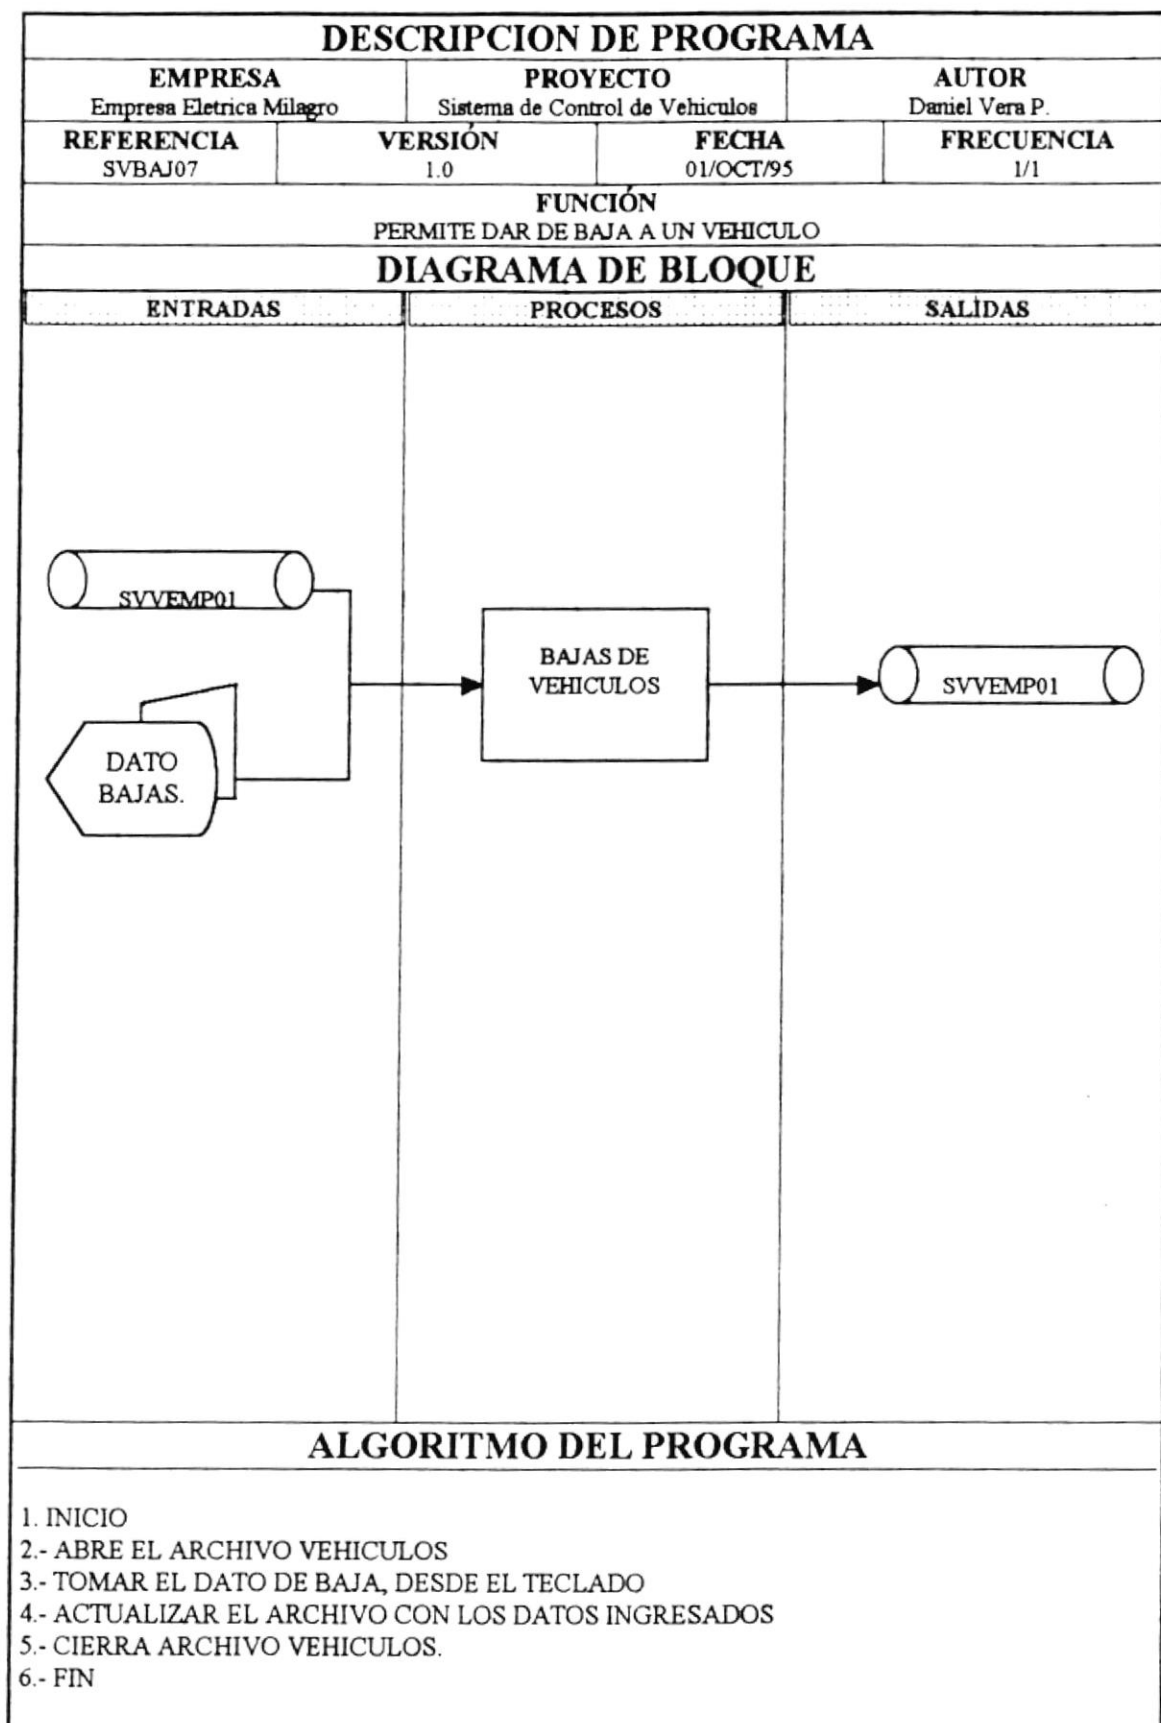 DESCRIPCION DE PROGRAMA
EMPRESA PROYECTO AUTOR
Empresa Eletrica Milagro Sistema de Control de Vehiculos Daniel Vera P.
REFERENCIA VERSIÓN FECHA FRECUENCIA
SVBAJ07 1.0 01/OCT/95 1/1
FUNCIÓN
PERMITE DAR DE BAJA A UN VEHICULO
DIAGRAMA DE BLOQUE
ENTRADAS PROCESOS SALIDAS
SVVEMP01
BAJAS DE
VEHICULOS
SVVEMP01
DATO
BAJAS.
ALGORITMO DEL PROGRAMA
1. INICIO
2.- ABRE EL ARCHIVO VEHICULOS
3.- TOMAR EL DATO DE BAJA, DESDE EL TECLADO
4.- ACTUALIZAR EL ARCHIVO CON LOS DATOS INGRESADOS
5.- CIERRA ARCHIVO VEHICULOS.
6.- FIN